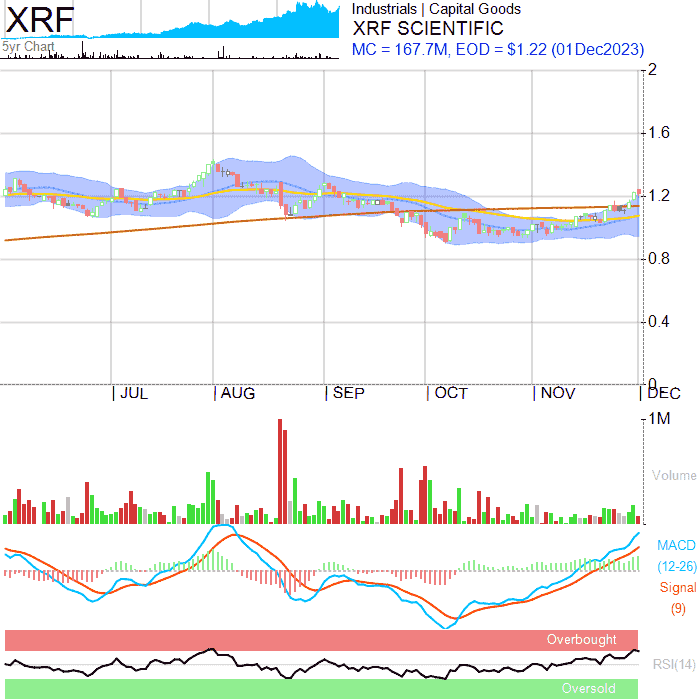 XRF
5yr Chart
Industrials | Capital Goods
XRF SCIENTIFIC
MC = 167.7M, EOD = $1.22 (01Dec2023)
2
1.6
1.2
0.8
0.4
0
JUL AUG SEP OCT NOV DEC
1M
Volume
MACD
(12-26)
Signal
(9)
Overbought
RSI(14)
Oversold